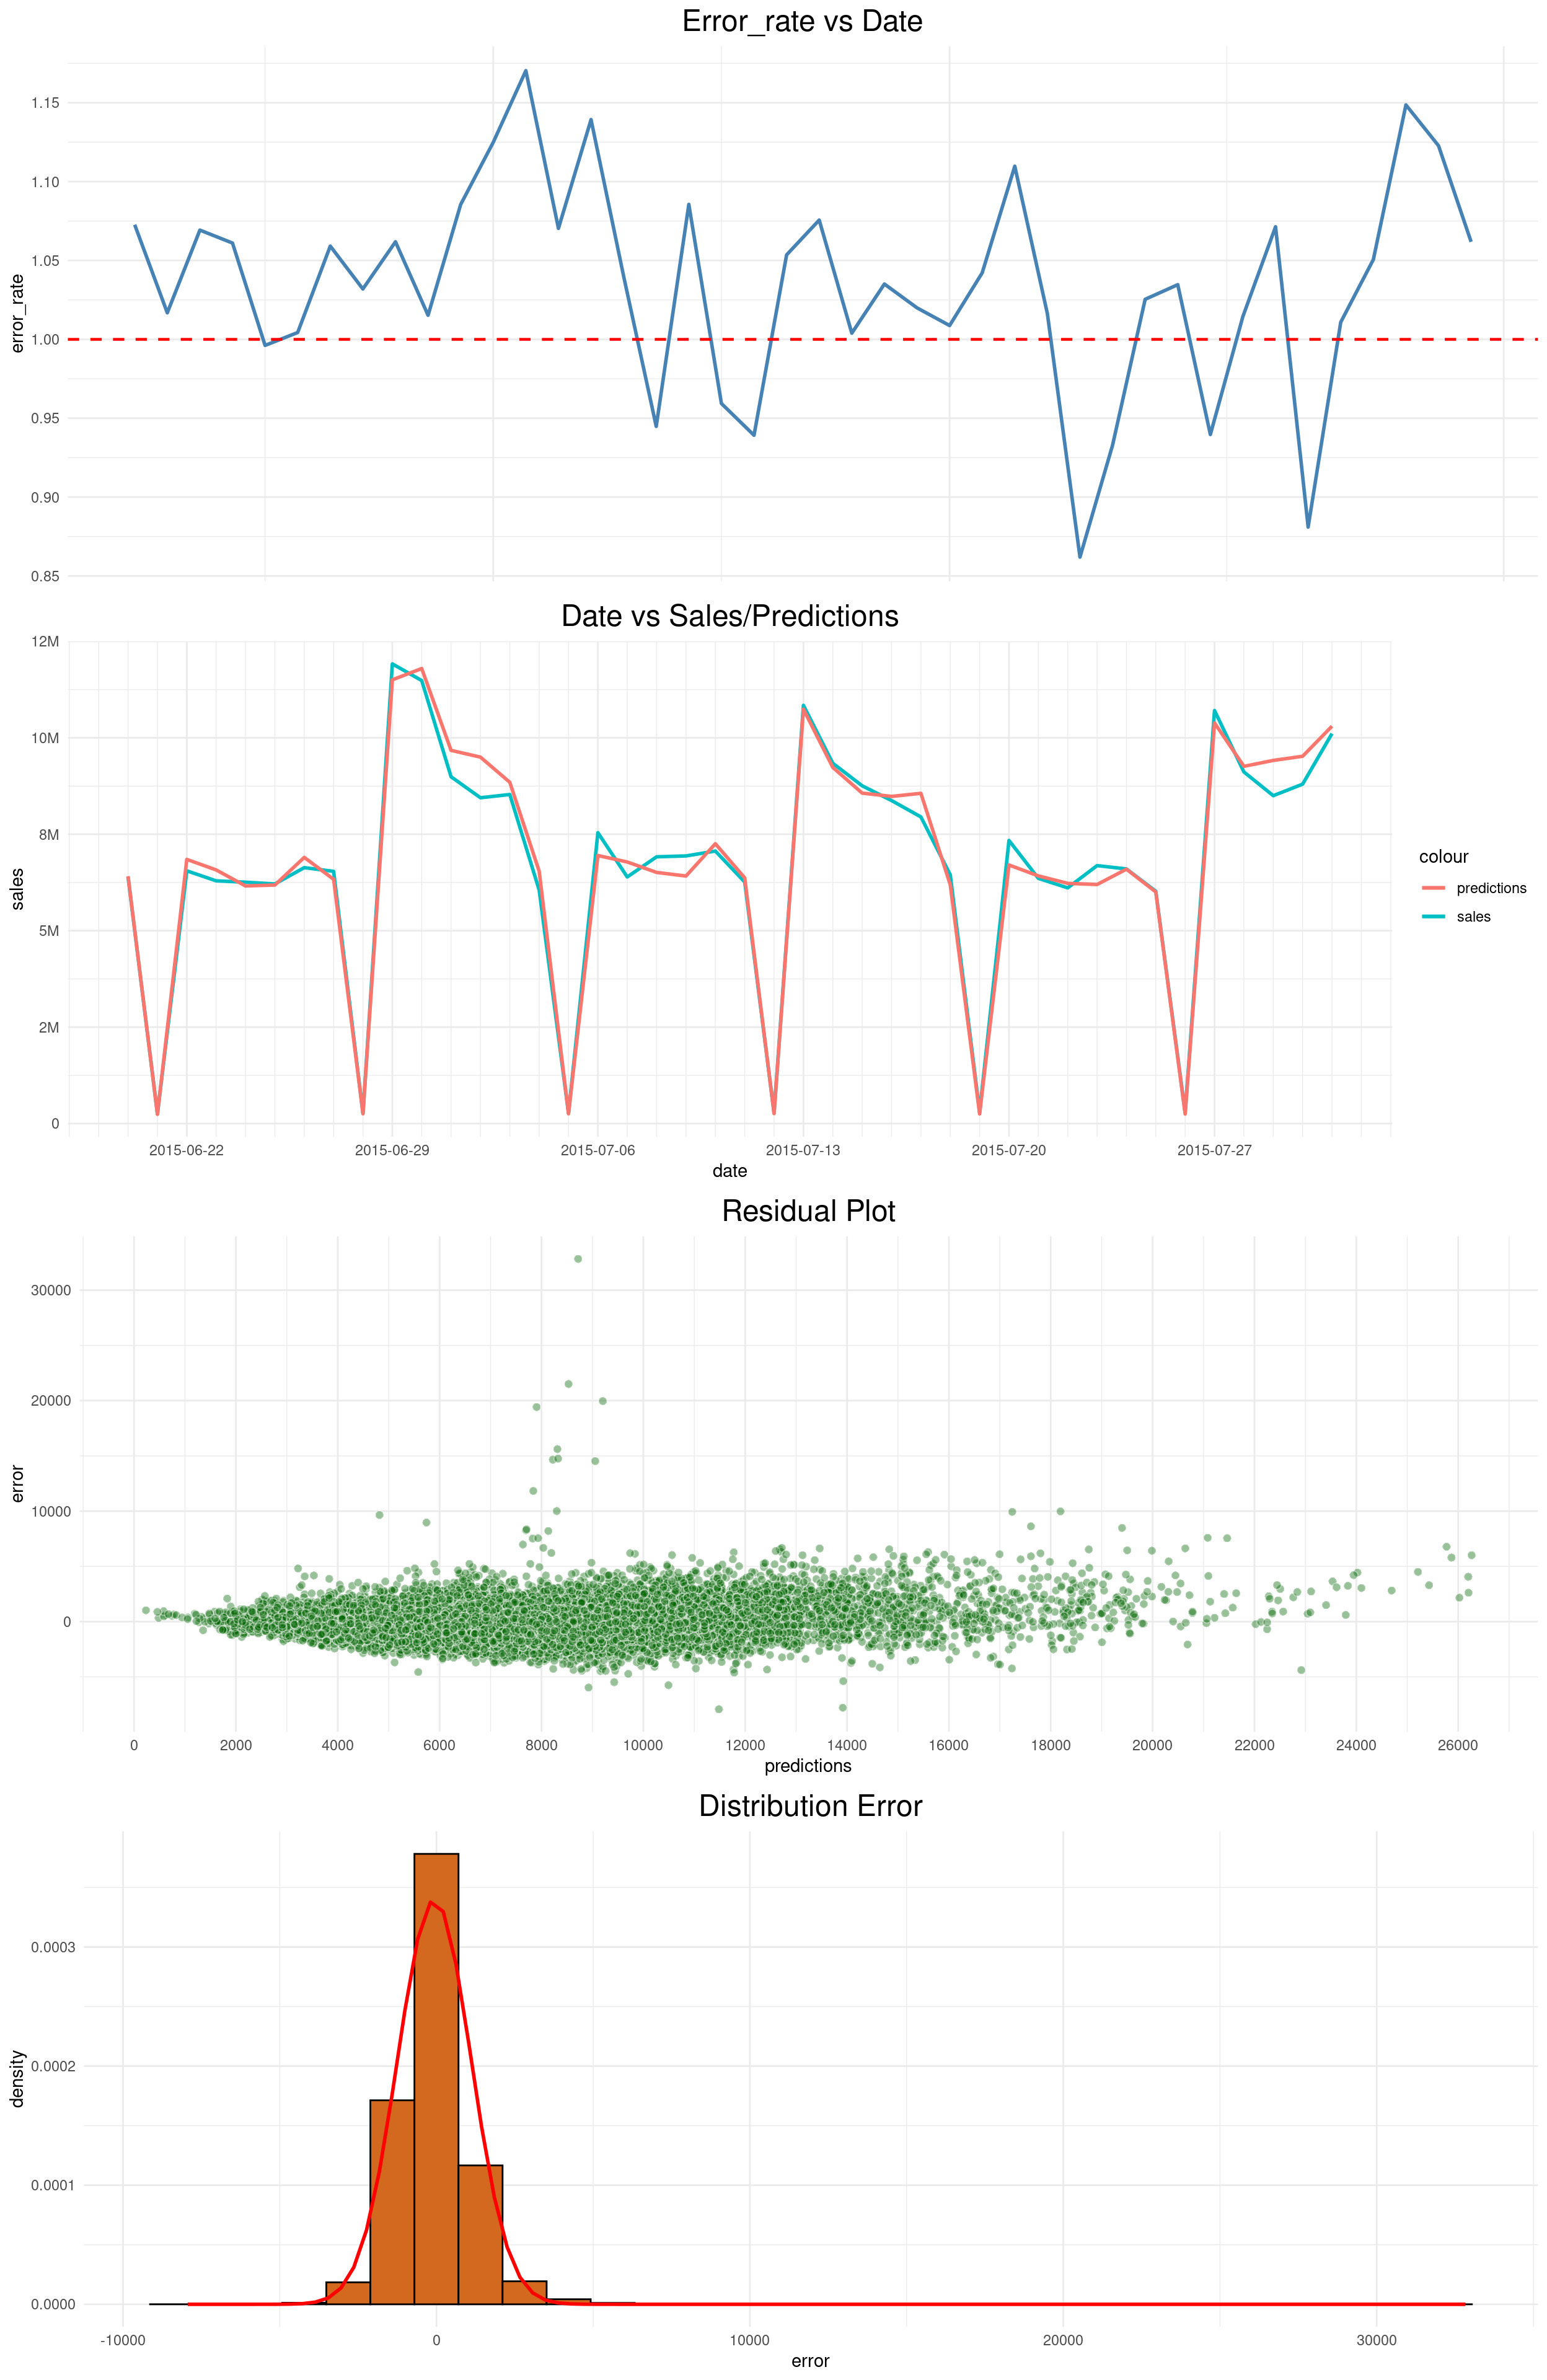 Error_rate vs Date
1.15
1.10
1.05
1.00
0.95
0.90
0.85
error_rate
Date vs Sales/Predictions
12M
10M
8M
5M
2M
0
sales
2015-06-22 2015-06-29 2015-07-06 2015-07-13 2015-07-20 2015-07-27
date
colour
predictions
sales
Residual Plot
30000
20000
10000
0
error
0 2000 4000 6000 8000 10000 12000 14000 16000 18000 20000 22000 24000 26000
predictions
Distribution Error
0.0003
0.0002
0.0001
0.0000
density
-10000 0 10000 20000 30000
error